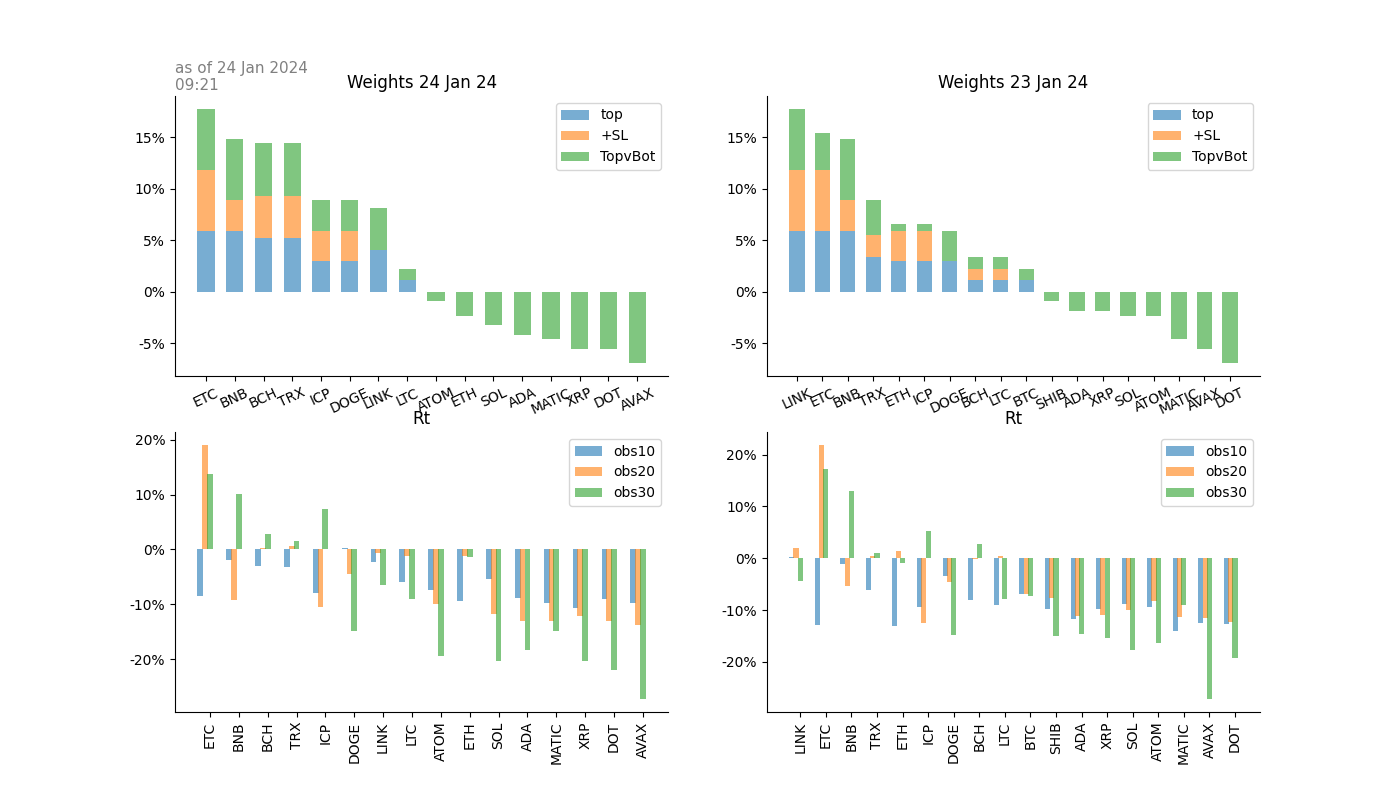 as of 24 Jan 2024
09:21
Weights 24 Jan 24
15%
10%
5%
0%
-5%
top
+SL
TopvBot
ETC BNB BCH TRX ICP DOGE LINK LTC ATOM ETH SOL ADA MATIC XRP DOT AVAX
Weights 23 Jan 24
15%
10%
5%
0%
-5%
top
+SL
TopvBot
LINK ETC BNB TRX ETH ICP DOGE BCH LTC BTC SHIB ADA XRP SOL ATOM MATIC AVAX DOT
Rt
20%
10%
0%
-10%
-20%
obs10
obs20
obs30
ETC BNB BCH TRX ICP DOGE LINK LTC ATOM ETH SOL ADA MATIC XRP DOT AVAX
Rt
20%
10%
0%
-10%
-20%
obs10
obs20
obs30
LINK ETC BNB TRX ETH ICP DOGE BCH LTC BTC SHIB ADA XRP SOL ATOM MATIC AVAX DOT